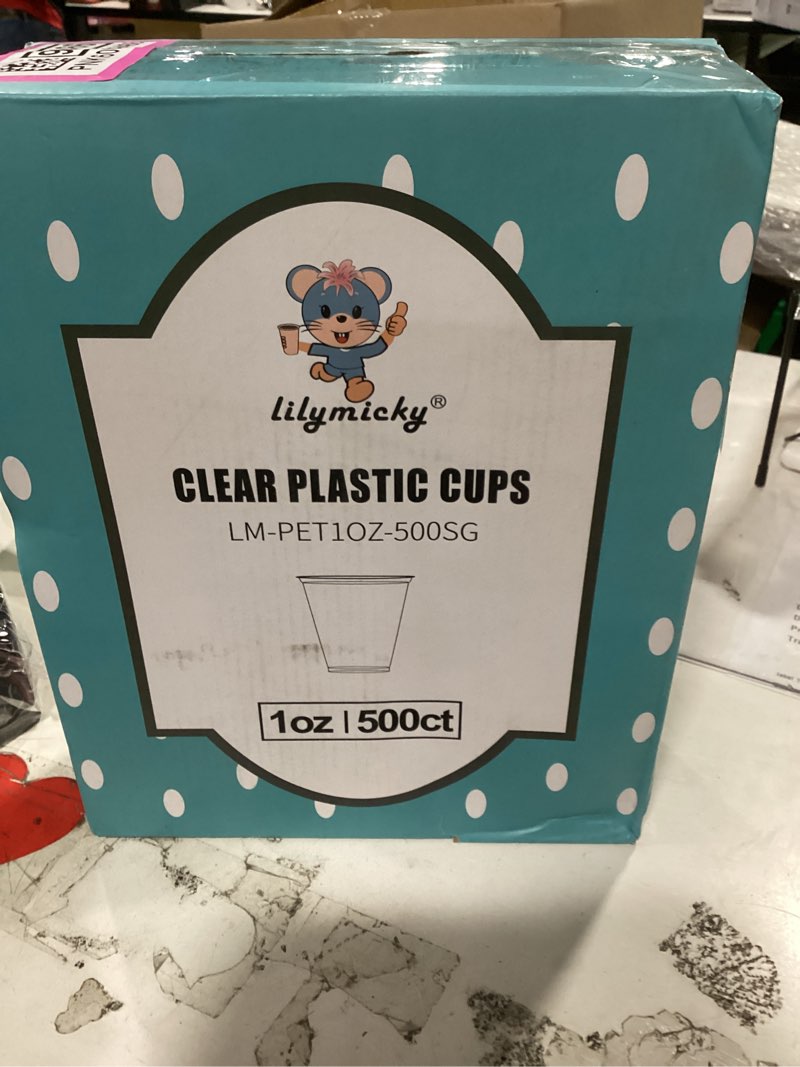 lilymicky®
CLEAR PLASTIC CUPS
LM-PET1OZ-500SG
1oz | 500ct